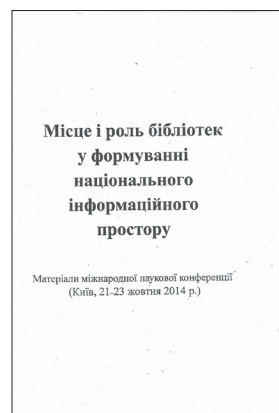 Місце і роль бібліотек
у формуванні
національного
інформаційного
простору
Матеріали міжнародної наукової конференції
(Київ, 21-23 жовтня 2014 р.)